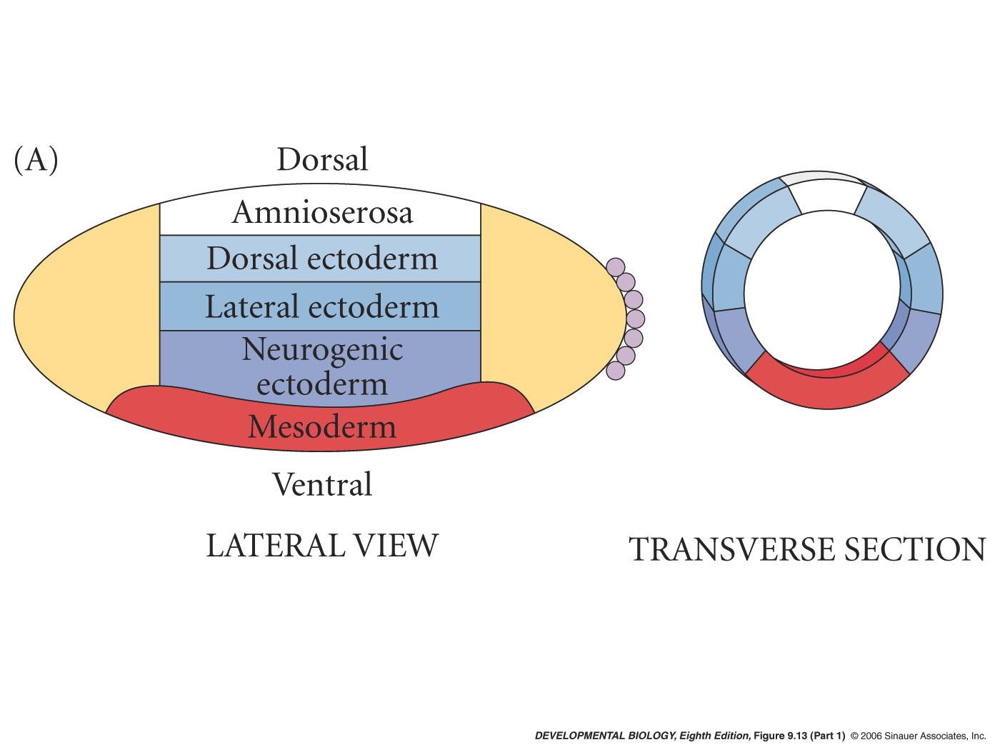 (A)
Dorsal
Amnioserosa
Dorsal ectoderm
Lateral ectoderm
Neurogenic
ectoderm
Mesoderm
Ventral
LATERAL VIEW
TRANSVERSE SECTION
DEVELOPMENTAL BIOLOGY, Eighth Edition, Figure 9.13 (Part 1) © 2006 Sinauer Associates, Inc.